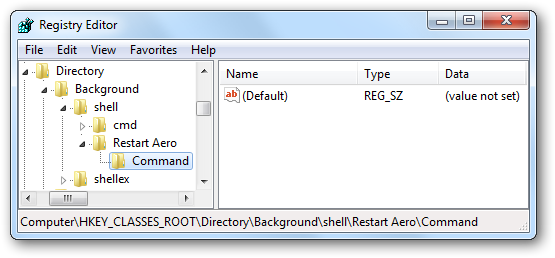 Registry Editor
File Edit View Favorites Help
Directory
Background
shell
cmd
Restart Aero
Command
shellex
Name Type Data
ab (Default) REG_SZ (value not set)
Computer\HKEY_CLASSES_ROOT\Directory\Background\shell\Restart Aero\Command